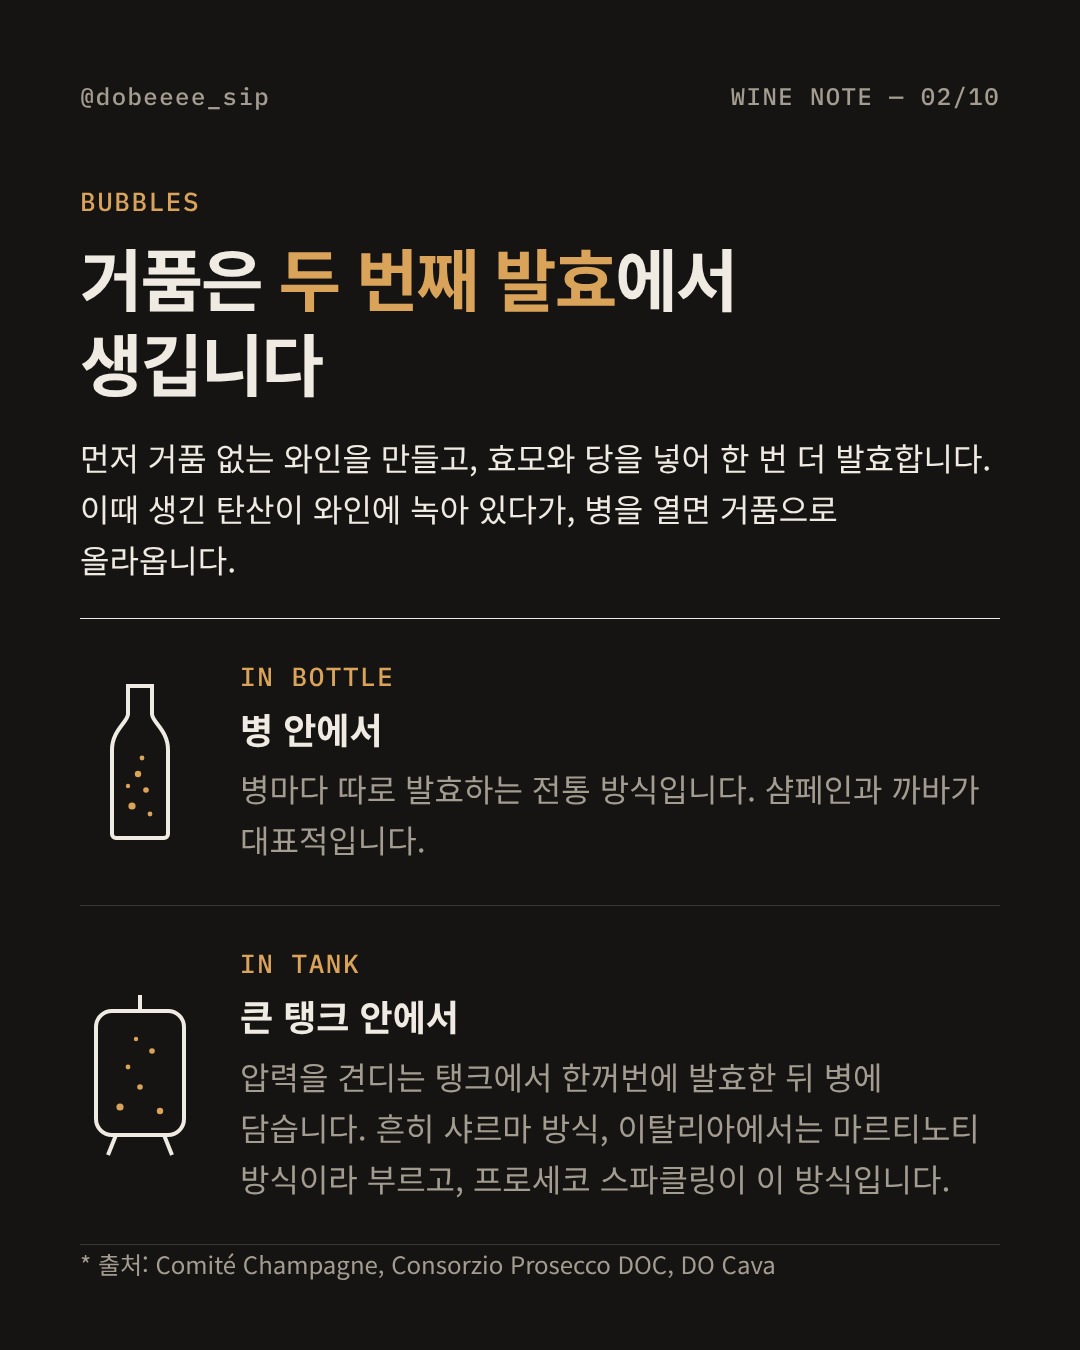 @dobeeee_sip
WINE NOTE — 02/10
BUBBLES
거품은 두 번째 발효에서
생깁니다
먼저 거품 없는 와인을 만들고, 효모와 당을 넣어 한 번 더 발효합니다.
이때 생긴 탄산이 와인에 녹아 있다가, 병을 열면 거품으로
올라옵니다.
IN BOTTLE
병 안에서
병마다 따로 발효하는 전통 방식입니다. 샴페인과 까바가
대표적입니다.
IN TANK
큰 탱크 안에서
압력을 견디는 탱크에서 한꺼번에 발효한 뒤 병에
담습니다. 흔히 샤르마 방식, 이탈리아에서는 마르티노티
방식이라 부르고, 프로세코 스파클링이 이 방식입니다.
* 출처: Comité Champagne, Consorzio Prosecco DOC, DO Cava